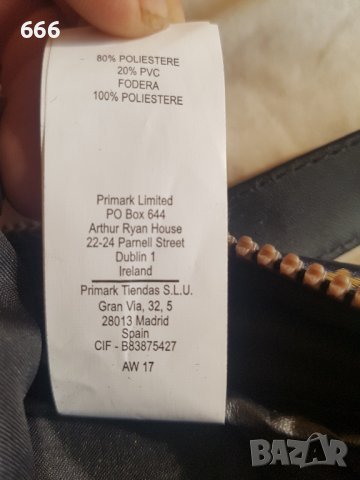 666
80% POLIESTERE
20% PVC
FODERA
100% POLIESTERE
Primark Limited
PO Box 644
Arthur Ryan House
22-24 Parnell Street
Dublin 1
Ireland
Primark Tiendas S.L.U.
Gran Via, 32, 5
28013 Madrid
Spain
CIF - B83875427
AW 17
BAZAR